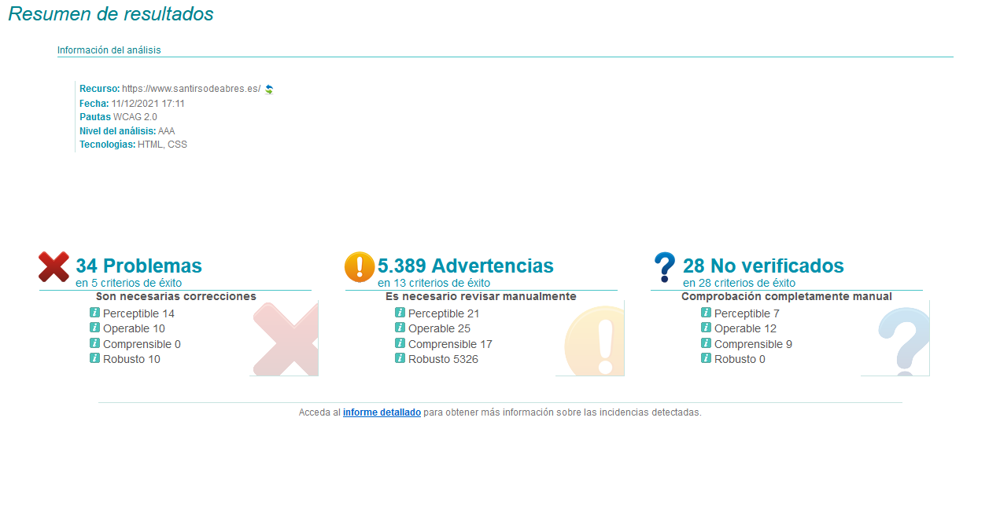 Resumen de resultados
Información del análisis
Recurso: https://www.santirsodeabres.es/
Fecha: 11/12/2021 17:11
Pautas WCAG 2.0
Nivel del análisis: AAA
Tecnologías: HTML, CSS
34 Problemas
en 5 criterios de éxito
Son necesarias correcciones
Perceptible 14
Operable 10
Comprensible 0
Robusto 10
5.389 Advertencias
en 13 criterios de éxito
Es necesario revisar manualmente
Perceptible 21
Operable 25
Comprensible 17
Robusto 5326
28 No verificados
en 28 criterios de éxito
Comprobación completamente manual
Perceptible 7
Operable 12
Comprensible 9
Robusto 0
Acceda al informe detallado para obtener más información sobre las incidencias detectadas.